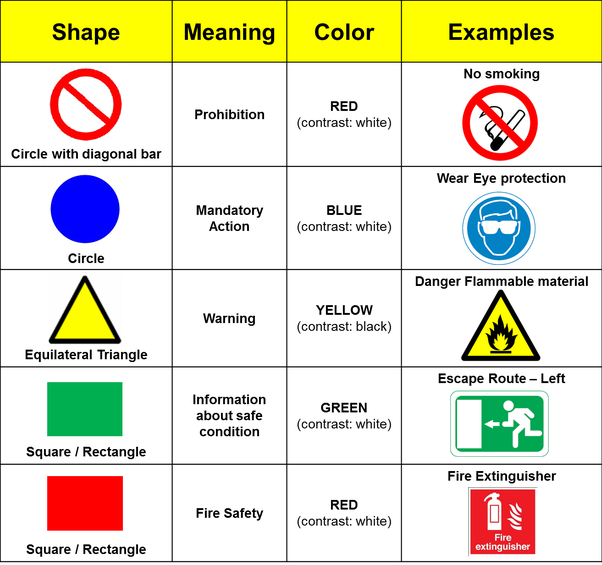 Shape
Meaning
Color
Examples
Circle with diagonal bar
Prohibition
RED
(contrast: white)
No smoking
Circle
Mandatory
Action
BLUE
(contrast: white)
Wear Eye protection
Equilateral Triangle
Warning
YELLOW
(contrast: black)
Danger Flammable material
Square / Rectangle
Information
about safe
condition
GREEN
(contrast: white)
Escape Route – Left
Square / Rectangle
Fire Safety
RED
(contrast: white)
Fire Extinguisher
Fire
extinguisher